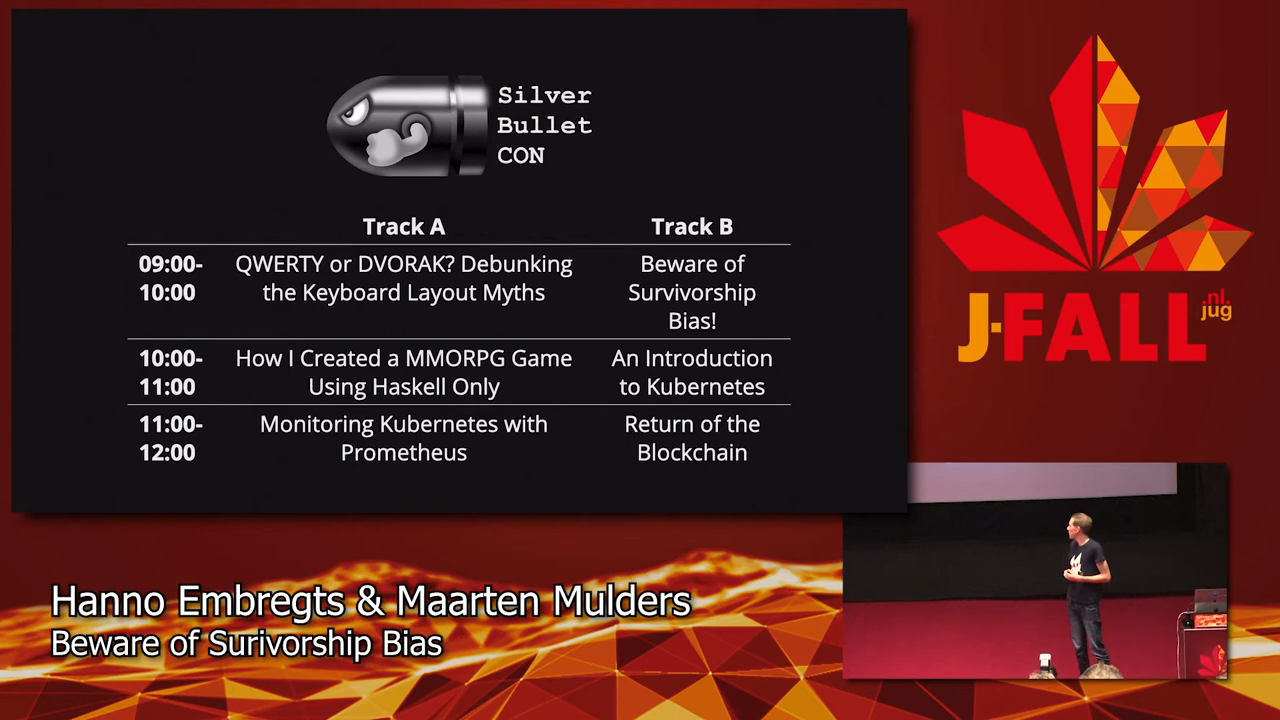 Silver
Bullet
CON
Track A
Track B
09:00-
10:00
QWERTY or DVORAK? Debunking
the Keyboard Layout Myths
Beware of
Survivorship
Bias!
10:00-
11:00
How I Created a MMORPG Game
Using Haskell Only
An Introduction
to Kubernetes
11:00-
12:00
Monitoring Kubernetes with
Prometheus
Return of the
Blockchain
J-FALL
nl.
jug
Hanno Embregts & Maarten Mulders
Beware of Surivorship Bias